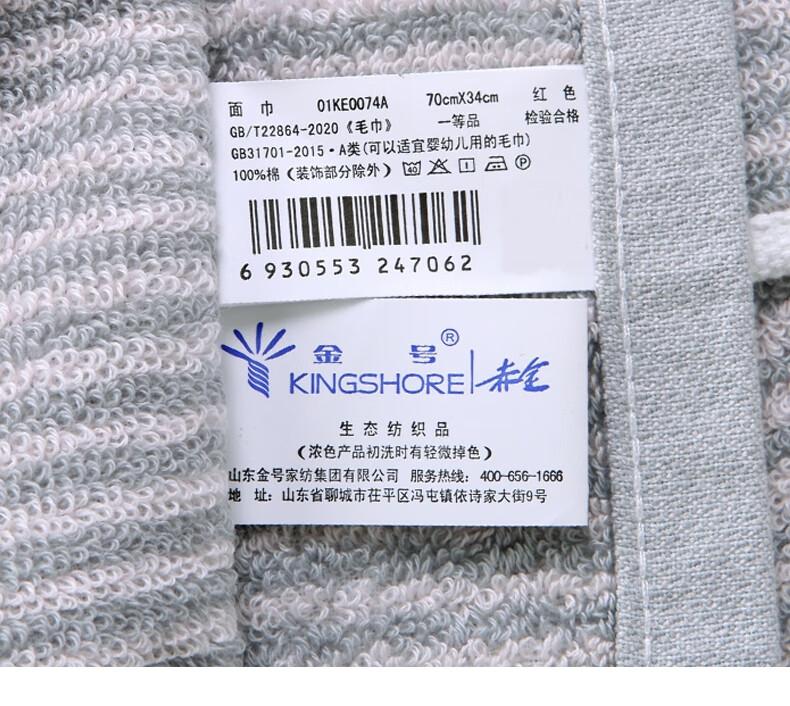 面 巾 01KE0074A 70cmX34cm 红 色
GB/T22864-2020《毛巾》 一等品 检验合格
GB31701-2015·A类(可以适宜婴幼儿用的毛巾)
100%棉（装饰部分除外） 40 P
6 930553 247062
金 号®
KINGSHORE 赤金
生态纺织品
（浓色产品初洗时有轻微掉色）
山东金号家纺集团有限公司 服务热线：400-656-1666
地 址：山东省聊城市茌平区冯屯镇依诗家大街9号